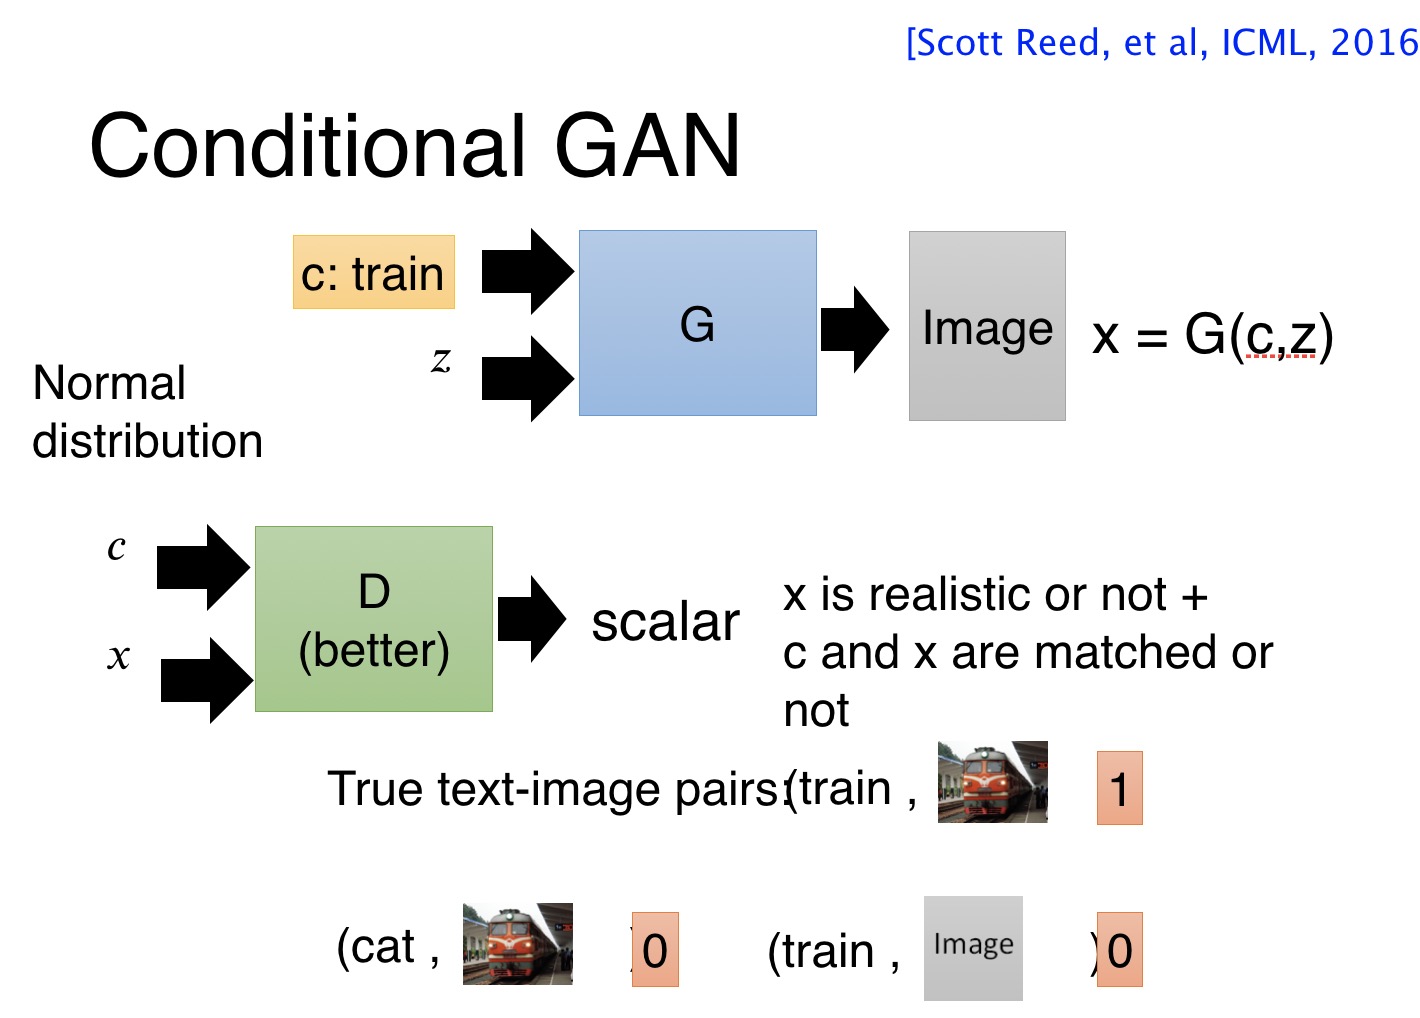 [Scott Reed, et al, ICML, 2016
Conditional GAN
c: train
z
G
Image
x = G(c,z)
Normal
distribution
c
x
D
(better)
scalar
x is realistic or not +
c and x are matched or
not
True text-image pairs:
(train ,
1
(cat ,
)
0
(train ,
Image
)
0